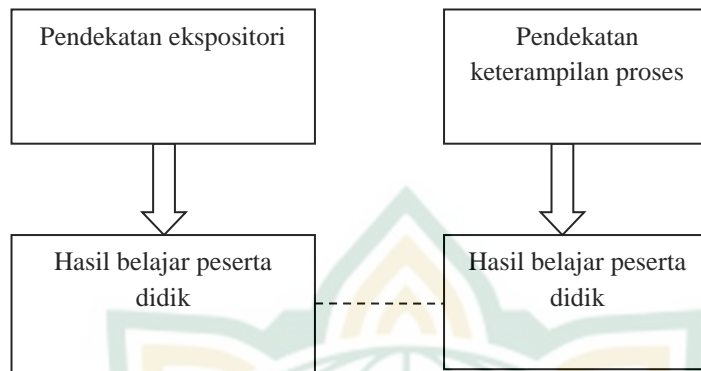 Pendekatan ekspositori
Pendekatan
keterampilan proses
Hasil belajar peserta
didik
Hasil belajar peserta
didik